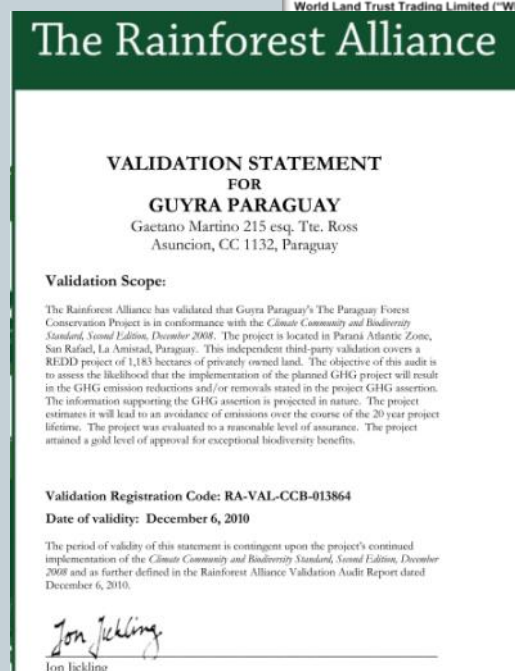 World Land Trust Trading Limited ("W
The Rainforest Alliance
VALIDATION STATEMENT
FOR
GUYRA PARAGUAY
Gaetano Martino 215 esq. Tte. Ross
Asuncion, CC 1132, Paraguay
Validation Scope:
The Rainforest Alliance has validated that Guyra Paraguay's The Paraguay Forest
Conservation Project is in conformance with the Climate Community and Biodiversity
Standard, Second Edition, December 2008. The project is located in Paraná Atlantic Zone,
San Rafael, La Amistad, Paraguay. This independent third-party validation covers a
REDD project of 1,183 hectares of privately owned land. The objective of this audit is
to assess the likelihood that the implementation of the planned GHG project will result
in the GHG emission reductions and/or removals stated in the project GHG assertion.
The information supporting the GHG assertion is projected in nature. The project
estimates it will lead to an avoidance of emissions over the course of the 20 year project
lifetime. The project was evaluated to a reasonable level of assurance. The project
attained a gold level of approval for exceptional biodiversity benefits.
Validation Registration Code: RA-VAL-CCB-013864
Date of validity: December 6, 2010
The period of validity of this statement is contingent upon the project's continued
implementation of the Climate Community and Biodiversity Standard, Second Edition, December
2008 and as further defined in the Rainforest Alliance Validation Audit Report dated
December 6, 2010.
Jon Jickling
Jon Jickling